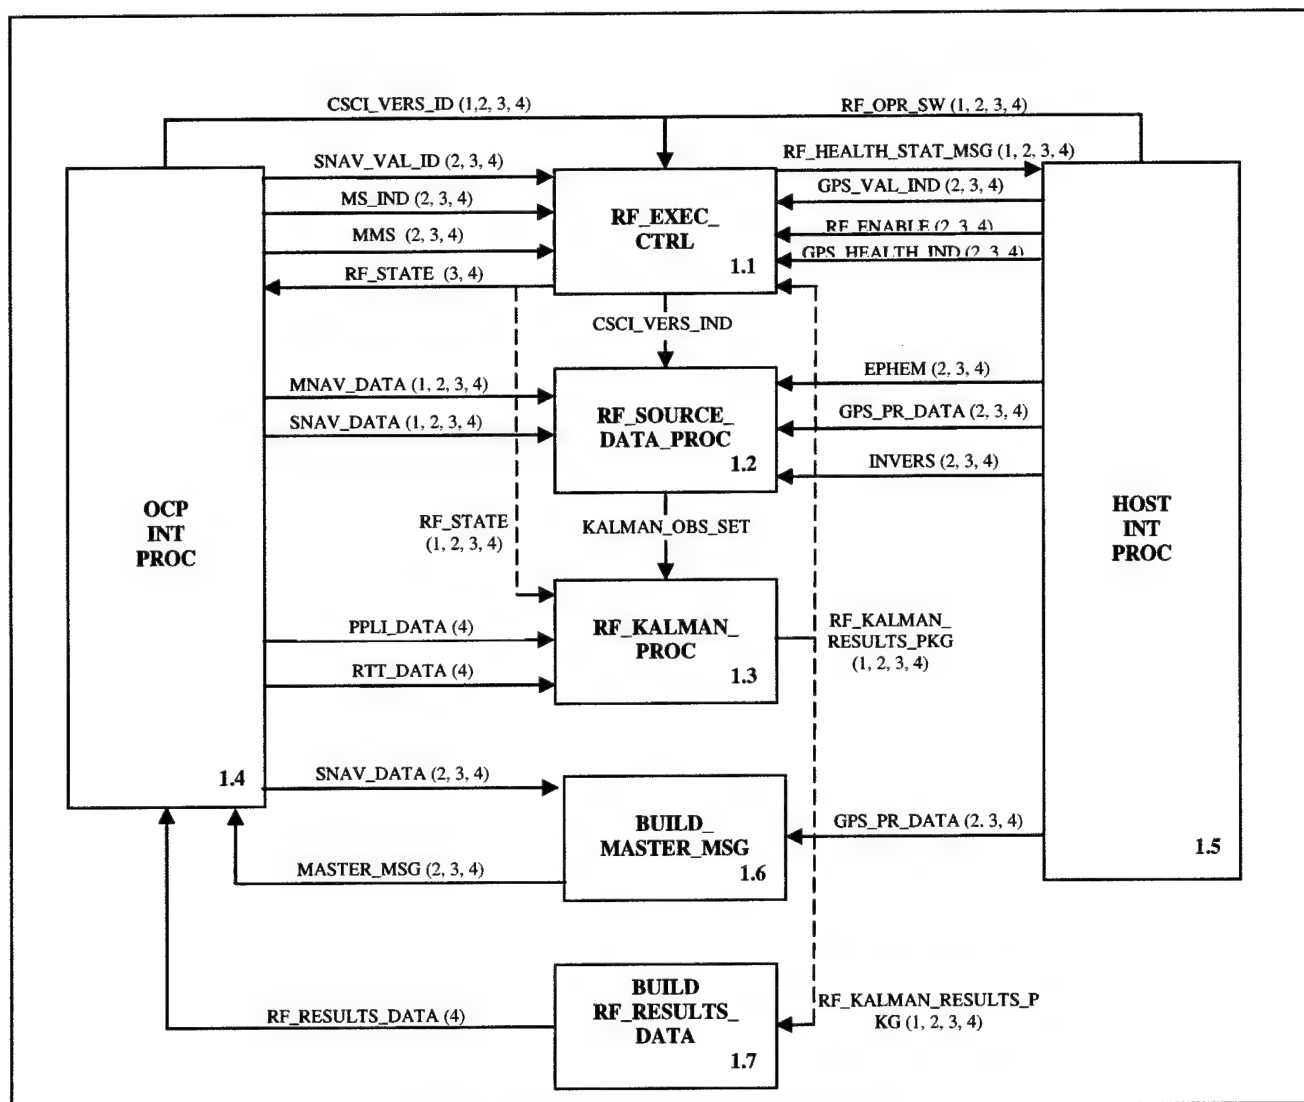 CSCI_VERS_ID (1,2, 3, 4)
RF_OPR_SW (1, 2, 3, 4)
SNAV_VAL_ID (2, 3, 4)
RF_HEALTH_STAT_MSG (1, 2, 3, 4)
MS_IND (2, 3, 4)
GPS_VAL_IND (2, 3, 4)
RF_EXEC_
CTRL
1.1
MMS (2, 3, 4)
RF_ENABLE (2, 3, 4)
RF_STATE (3, 4)
GPS_HEALTH_IND (2, 3, 4)
CSCI_VERS_IND
MNAV_DATA (1, 2, 3, 4)
EPHEM (2, 3, 4)
SNAV_DATA (1, 2, 3, 4)
RF_SOURCE_
DATA_PROC
1.2
GPS_PR_DATA (2, 3, 4)
INVERS (2, 3, 4)
OCP
INT
PROC
1.4
RF_STATE
(1, 2, 3, 4)
KALMAN_OBS_SET
HOST
INT
PROC
1.5
PPLI_DATA (4)
RF_KALMAN_
PROC
1.3
RF_KALMAN_
RESULTS_PKG
(1, 2, 3, 4)
RTT_DATA (4)
SNAV_DATA (2, 3, 4)
BUILD_
MASTER_MSG
1.6
GPS_PR_DATA (2. 3, 4)
MASTER_MSG (2, 3, 4)
BUILD
RF_RESULTS_
DATA
1.7
RF_RESULTS_DATA (4)
RF_KALMAN_RESULTS_P
KG (1, 2, 3, 4)